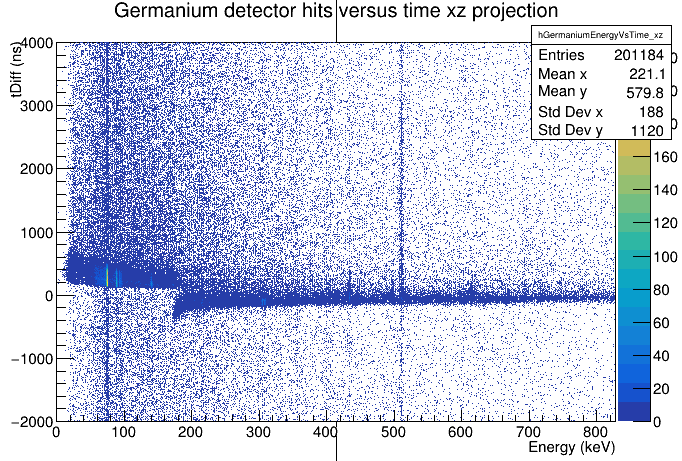 Germanium detector hits versus time xz projection
hGermaniumEnergyVsTime_xz
Entries 201184
Mean x 221.1
Mean y 579.8
Std Dev x 188
Std Dev y 1120
tDiff (ns)
4000
3000
2000
1000
0
−1000
−2000
0 100 200 300 400 500 600 700 800
Energy (keV)
160
140
120
100
80
60
40
20
0